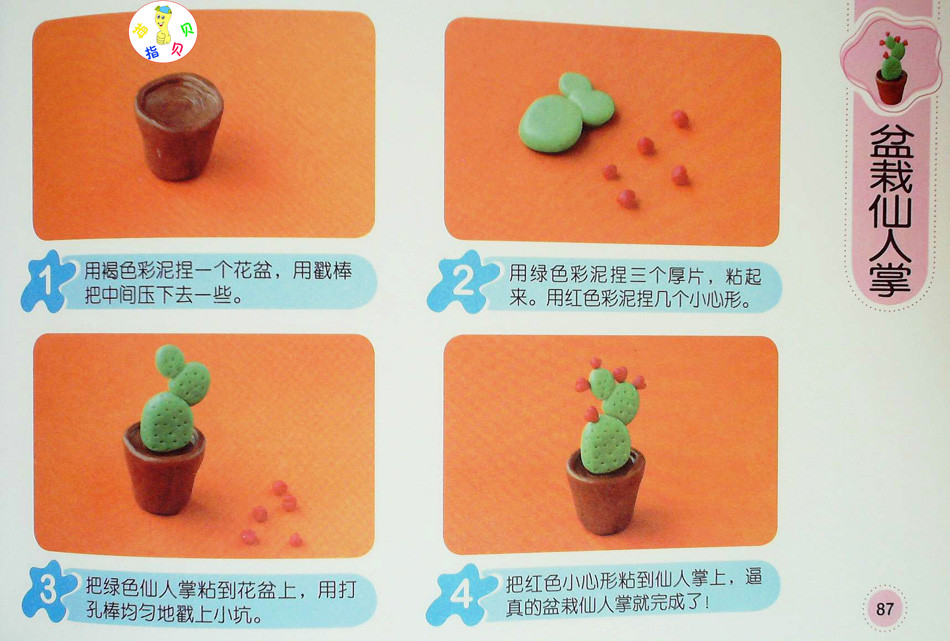 指贝贝
盆栽仙人掌
1
用褐色彩泥捏一个花盆，用戳棒
把中间压下去一些。
2
用绿色彩泥捏三个厚片，粘起
来。用红色彩泥捏几个小心形。
3
把绿色仙人掌粘到花盆上，用打
孔棒均匀地戳上小坑。
4
把红色小心形粘到仙人掌上，逼
真的盆栽仙人掌就完成了！
87